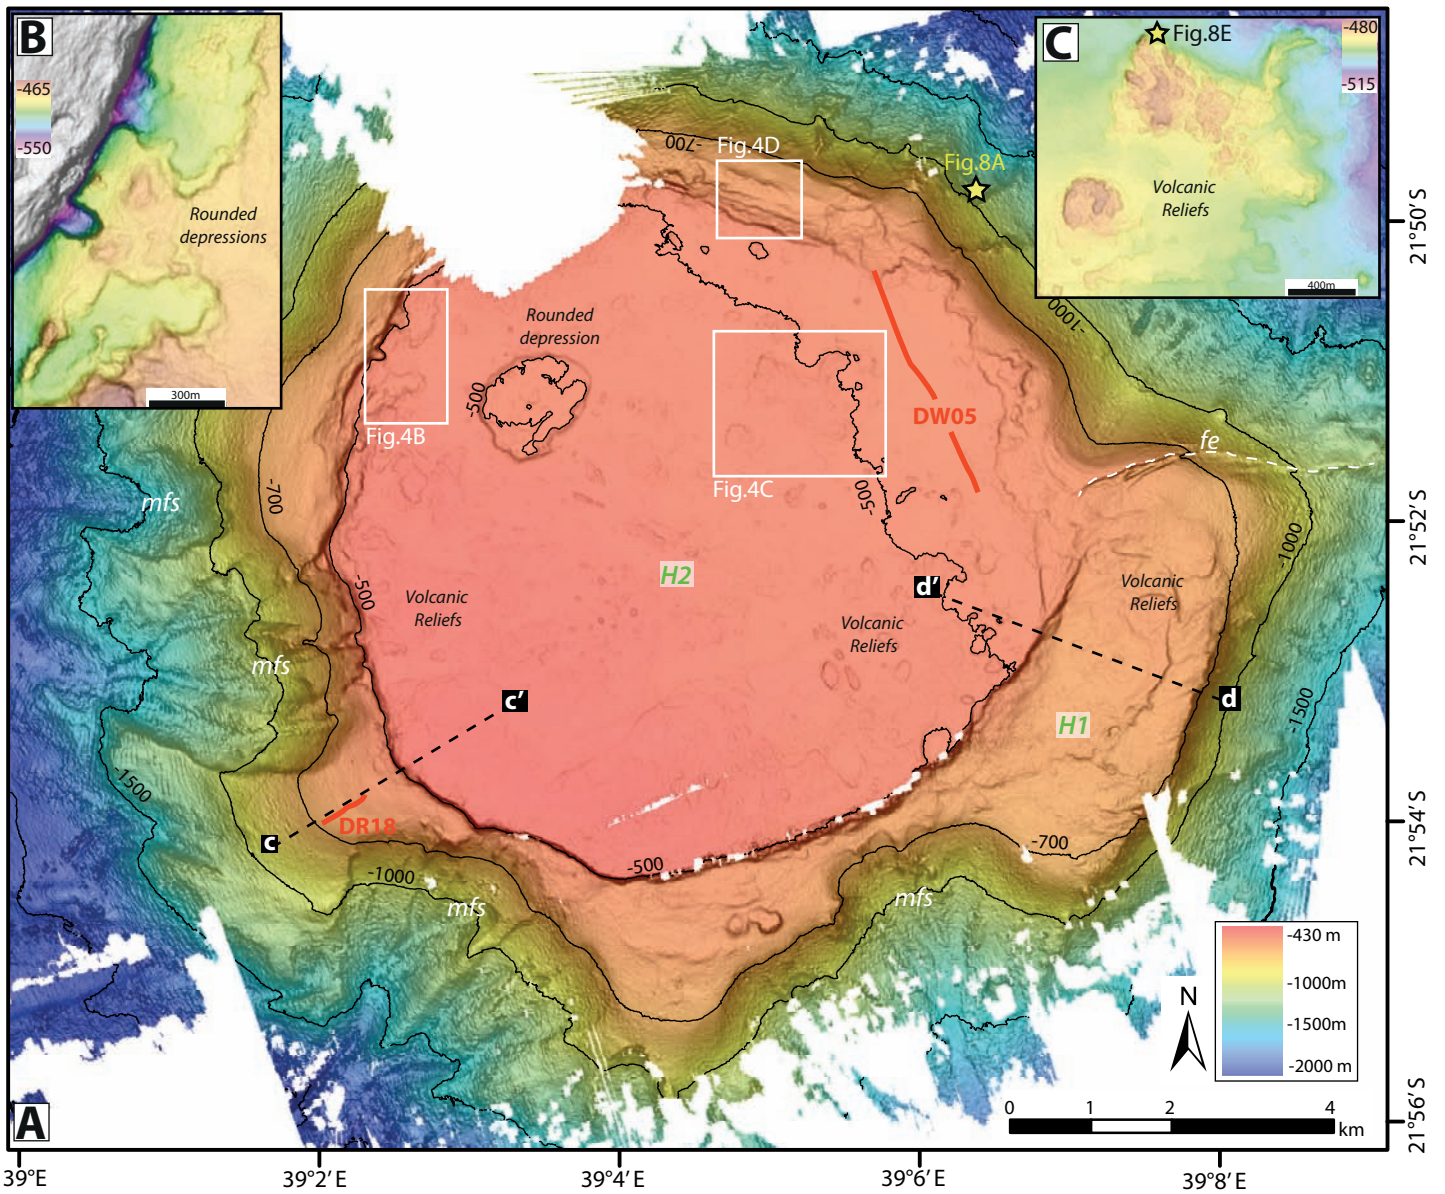 B
-465
-550
Rounded
depressions
300m
C
Fig.8E
-480
-515
Volcanic
Reliefs
400m
-700
Fig.4D
Fig.8A
21°50'S
-1000
Rounded
depression
-500
Fig.4B
DW05
Fig.4C
-500
fe
mfs
-700
-1000
21°52'S
H2
-500
Volcanic
Reliefs
d'
Volcanic
Reliefs
Volcanic
Reliefs
mfs
c'
d
-1500
H1
-1500
DR18
c
-700
21°54'S
-500
-1000
mfs
mfs
-430 m
-1000m
-1500m
-2000 m
N
A
0 1 2 4
km
21°56'S
39°E
39°2' E
39°4' E
39°6' E
39°8' E